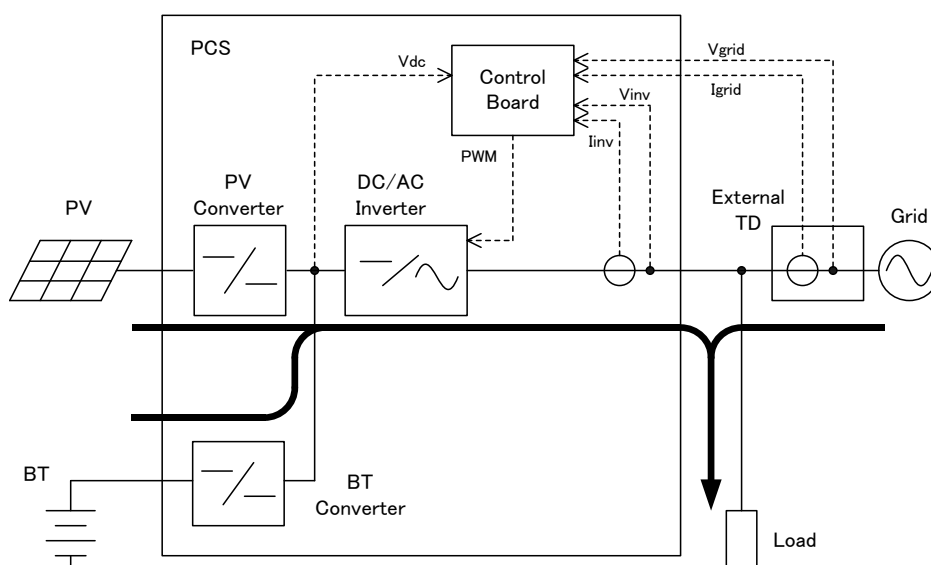 PCS
Vdc
Control
Board
Vgrid
Igrid
Vinv
Iinv
PWM
PV
PV
Converter
DC/AC
Inverter
External
TD
Grid
BT
BT
Converter
Load